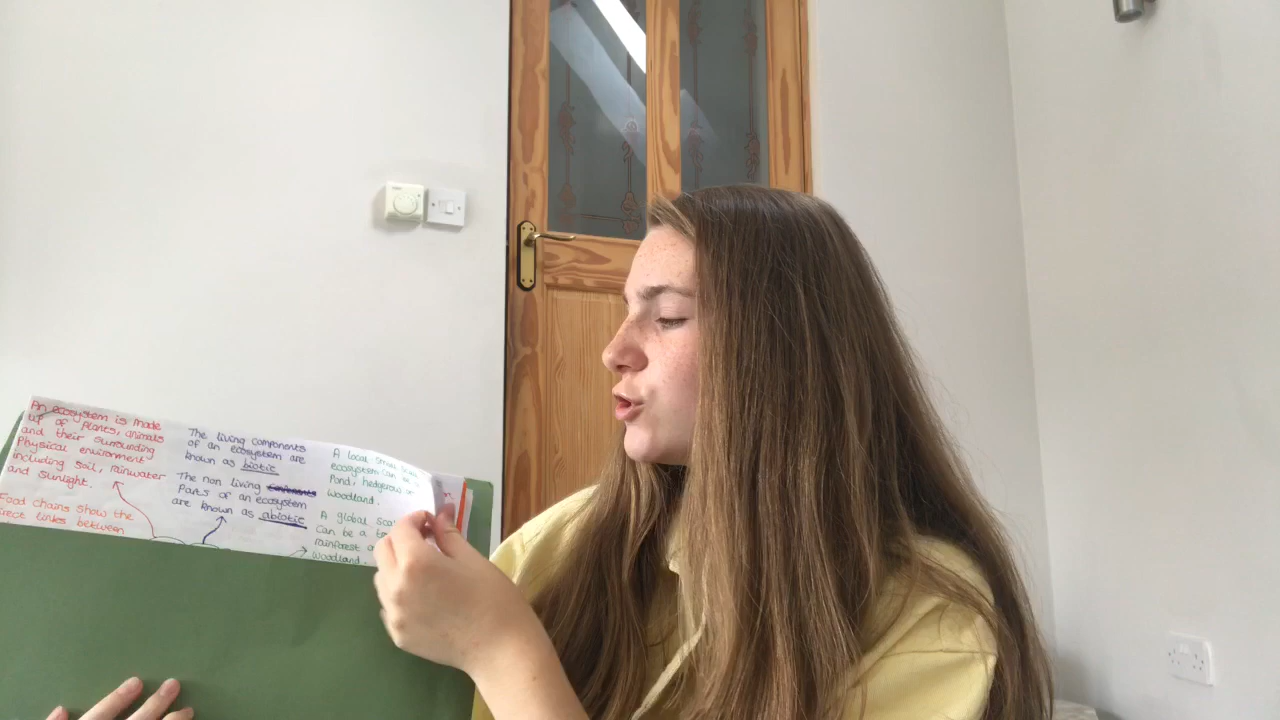 An ecosystem is made
up of plants, animals
and their surrounding
Physical environment
including soil, rainwater
and sunlight.
Food chains show the
direct links between
The living components
of an ecosystem are
known as biotic
The non living
parts of an ecosystem
are known as abiotic
A local small
ecosystem can
Pond, hedgerow or
Woodland.
A global
can be a
rainforest
woodland.